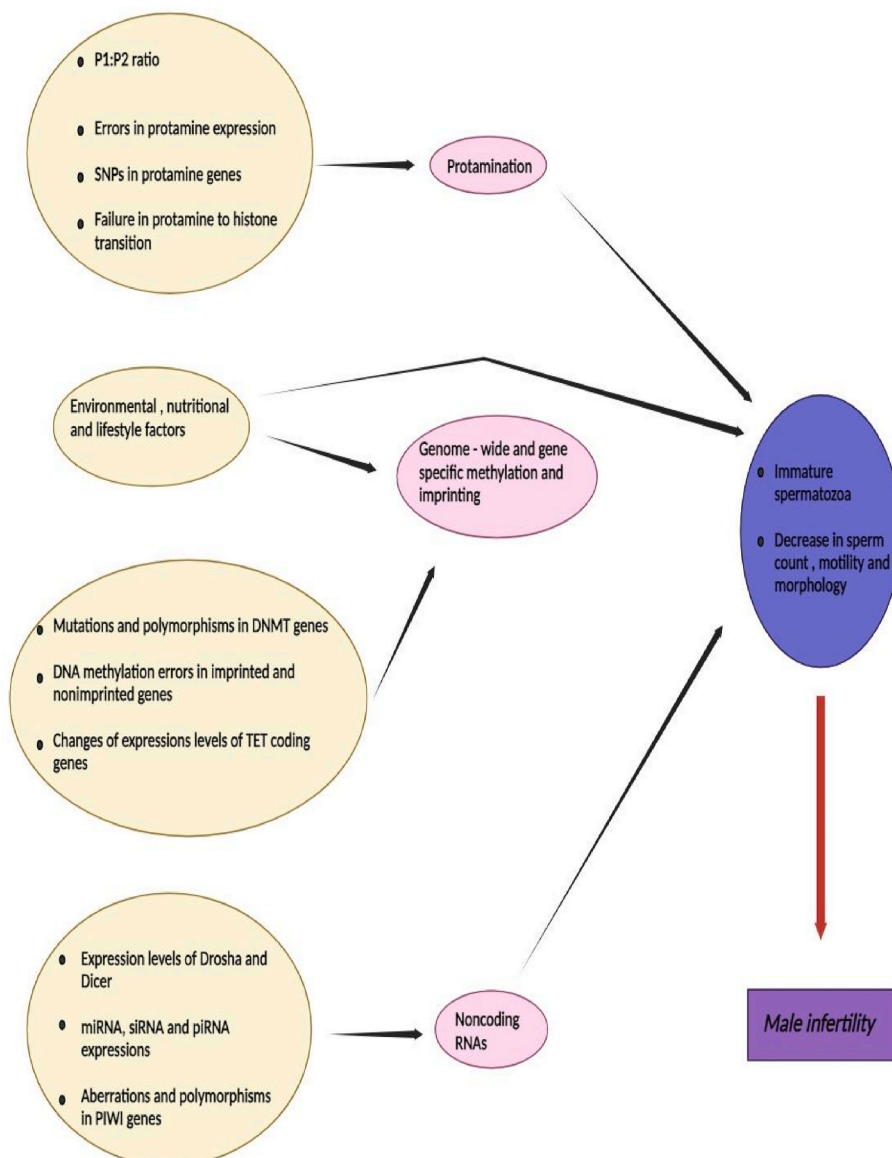 P1:P2 ratio
Errors in protamine expression
SNPs in protamine genes
Failure in protamine to histone
transition
Protamination
Environmental , nutritional
and lifestyle factors
Genome - wide and gene
specific methylation and
imprinting
Immature
spermatozoa
Decrease in sperm
count , motility and
morphology
Mutations and polymorphisms in DNMT genes
DNA methylation errors in imprinted and
nonimprinted genes
Changes of expressions levels of TET coding
genes
Expression levels of Drosha and
Dicer
miRNA, siRNA and piRNA
expressions
Aberrations and polymorphisms
in PIWI genes
Noncoding
RNAs
Male infertility